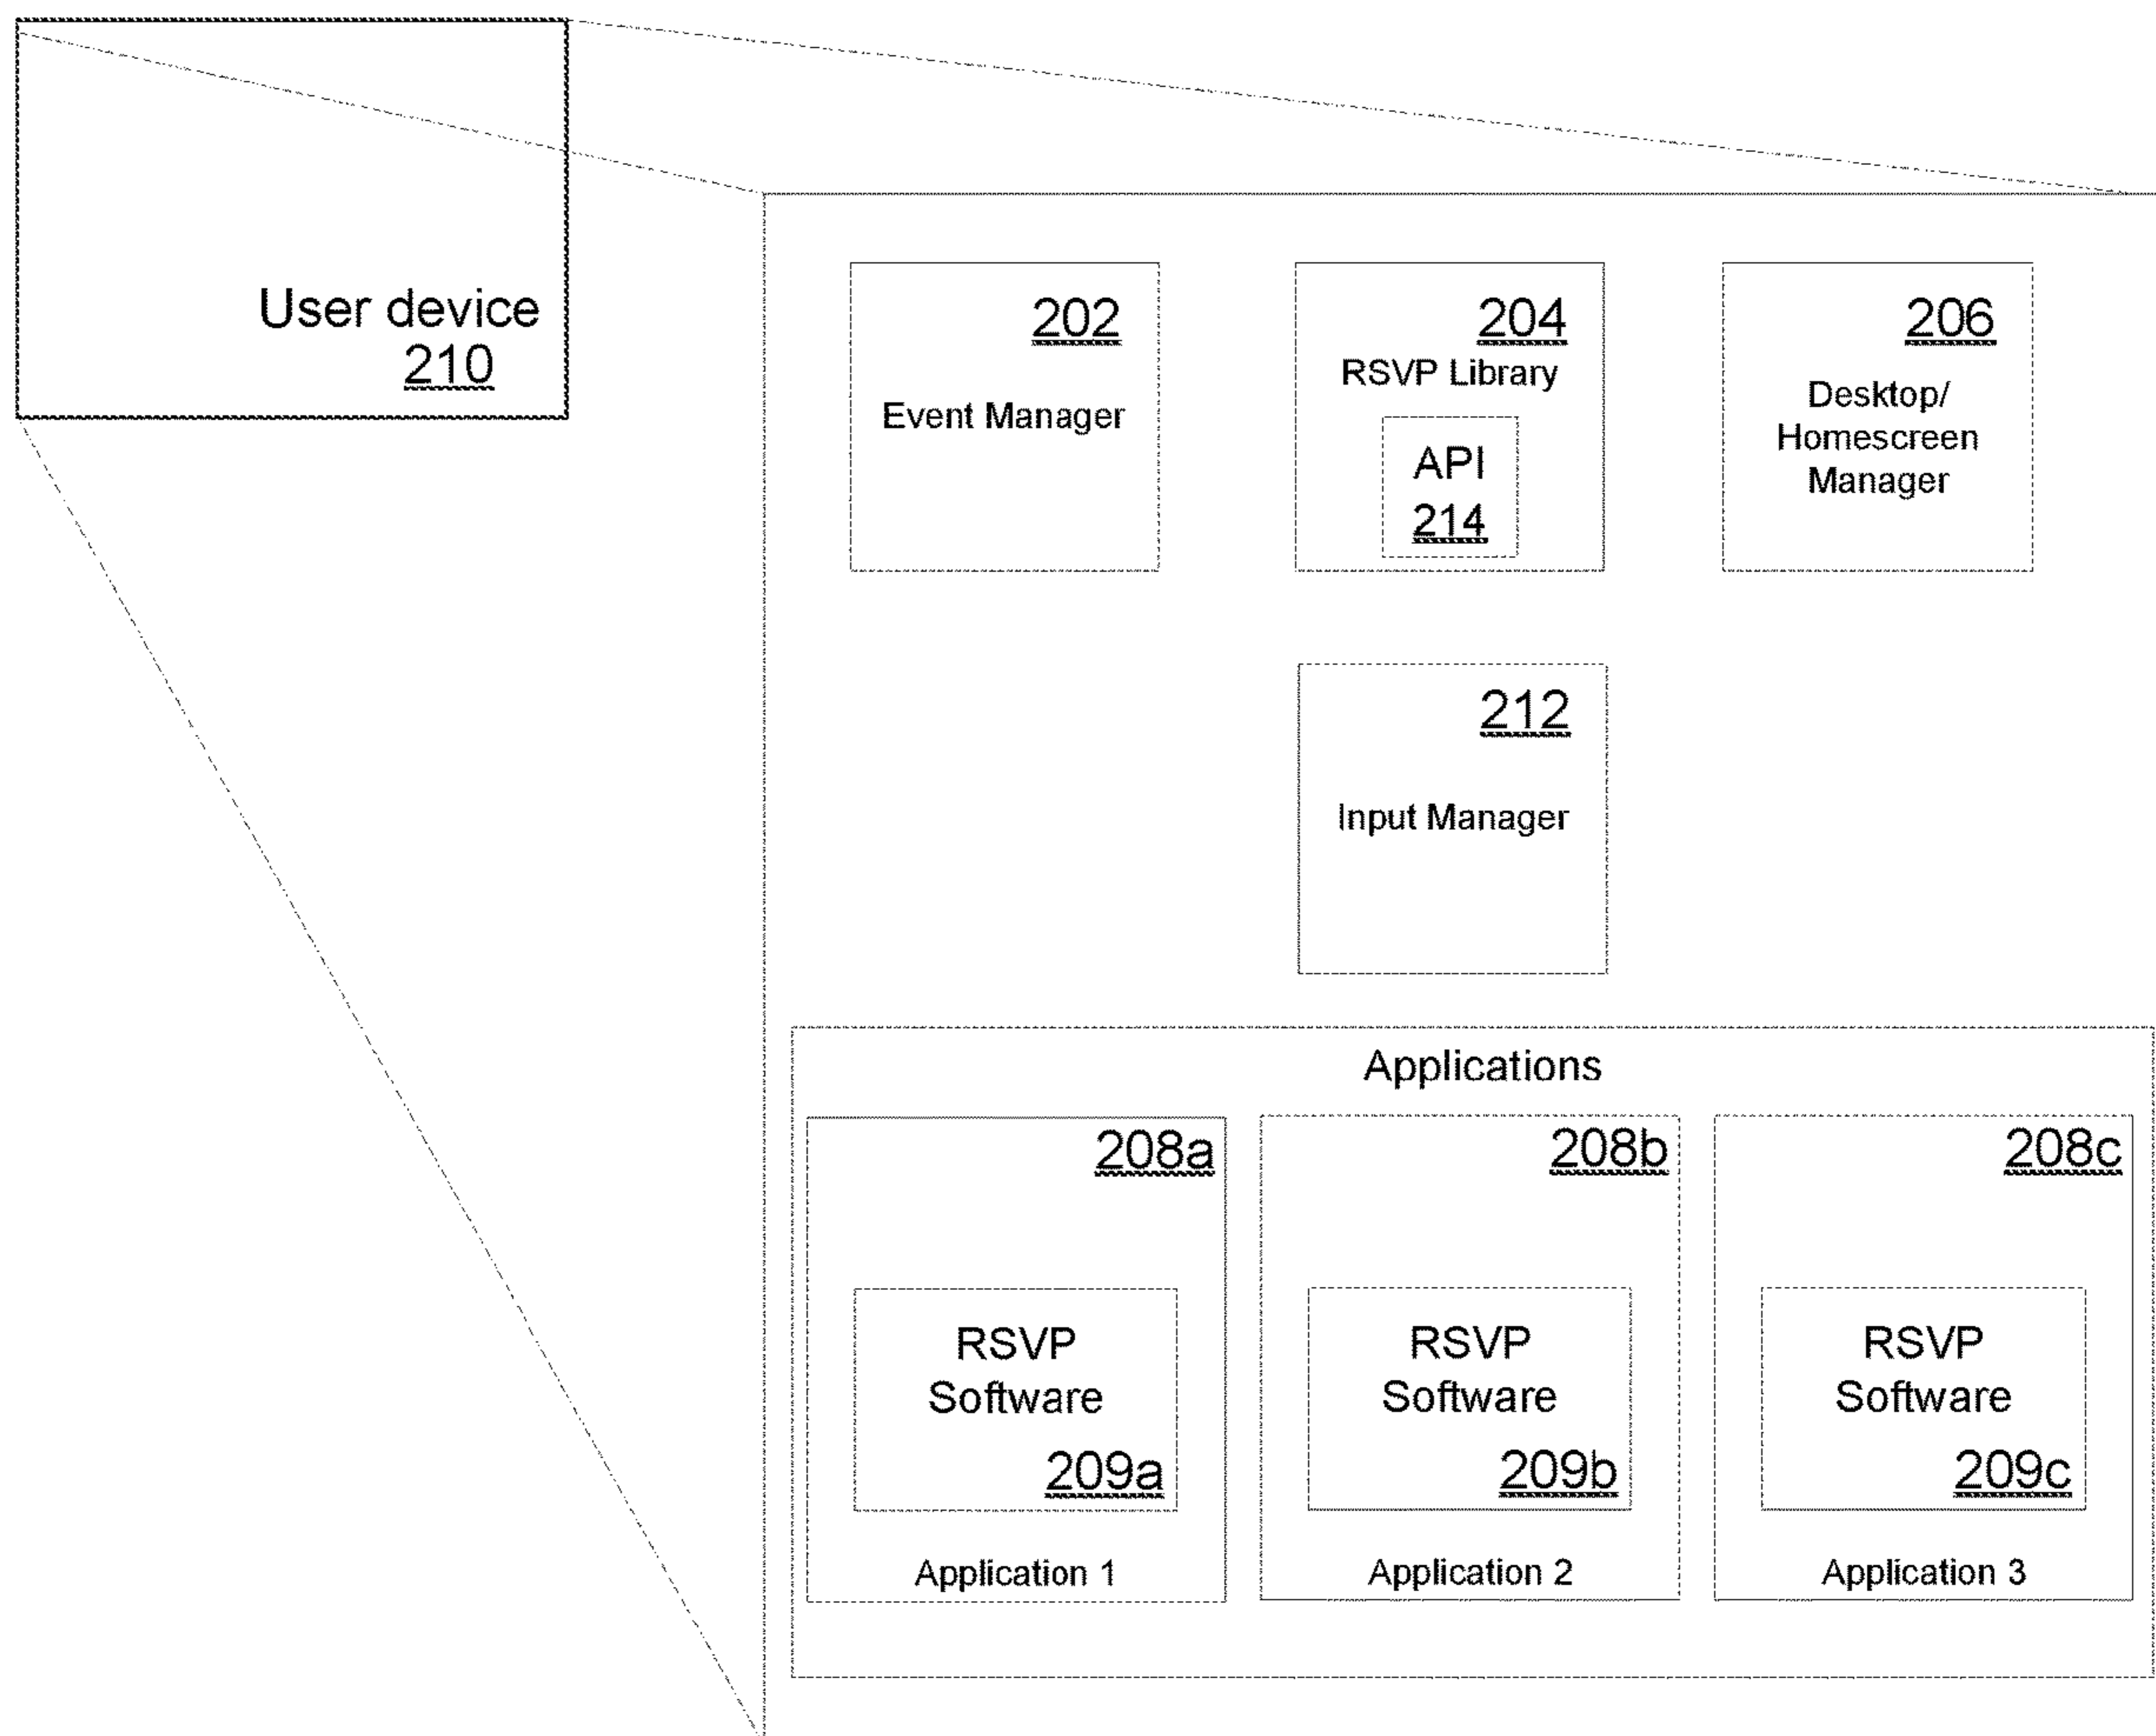 User device
210
202
Event Manager
204
RSVP Library
API
214
206
Desktop/
Homescreen
Manager
212
Input Manager
Applications
208a
RSVP
Software
209a
Application 1
208b
RSVP
Software
209b
Application 2
208c
RSVP
Software
209c
Application 3